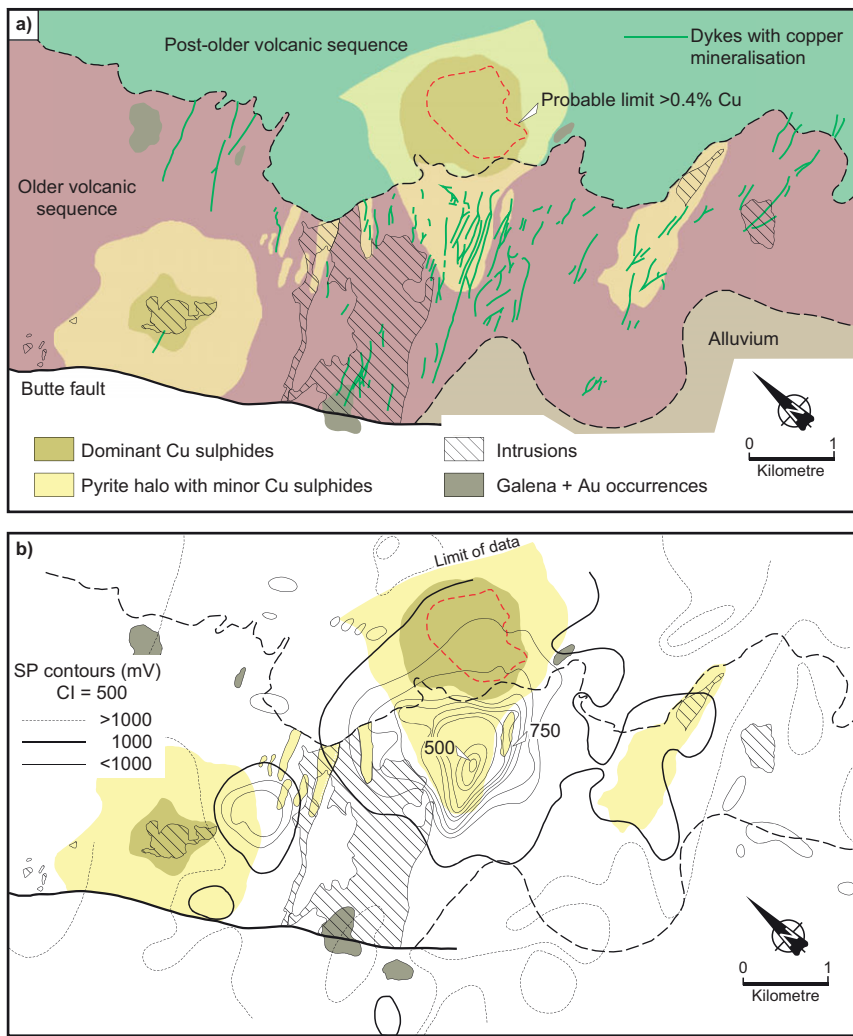 a)
Post-older volcanic sequence
Dykes with copper
mineralisation
Probable limit >0.4% Cu
Older volcanic
sequence
Alluvium
Butte fault
N
0 1
Kilometre
Dominant Cu sulphides
Intrusions
Pyrite halo with minor Cu sulphides
Galena + Au occurrences
b)
Limit of data
SP contours (mV)
CI = 500
>1000
1000
<1000
750
500
N
0 1
Kilometre